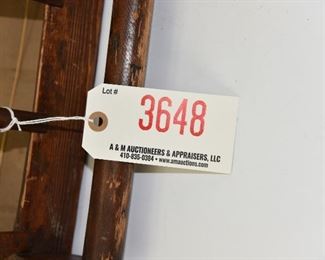 Lot #
3648
A & M AUCTIONEERS & APPRAISERS, LLC
410-835-0384 • www.amauctions.com